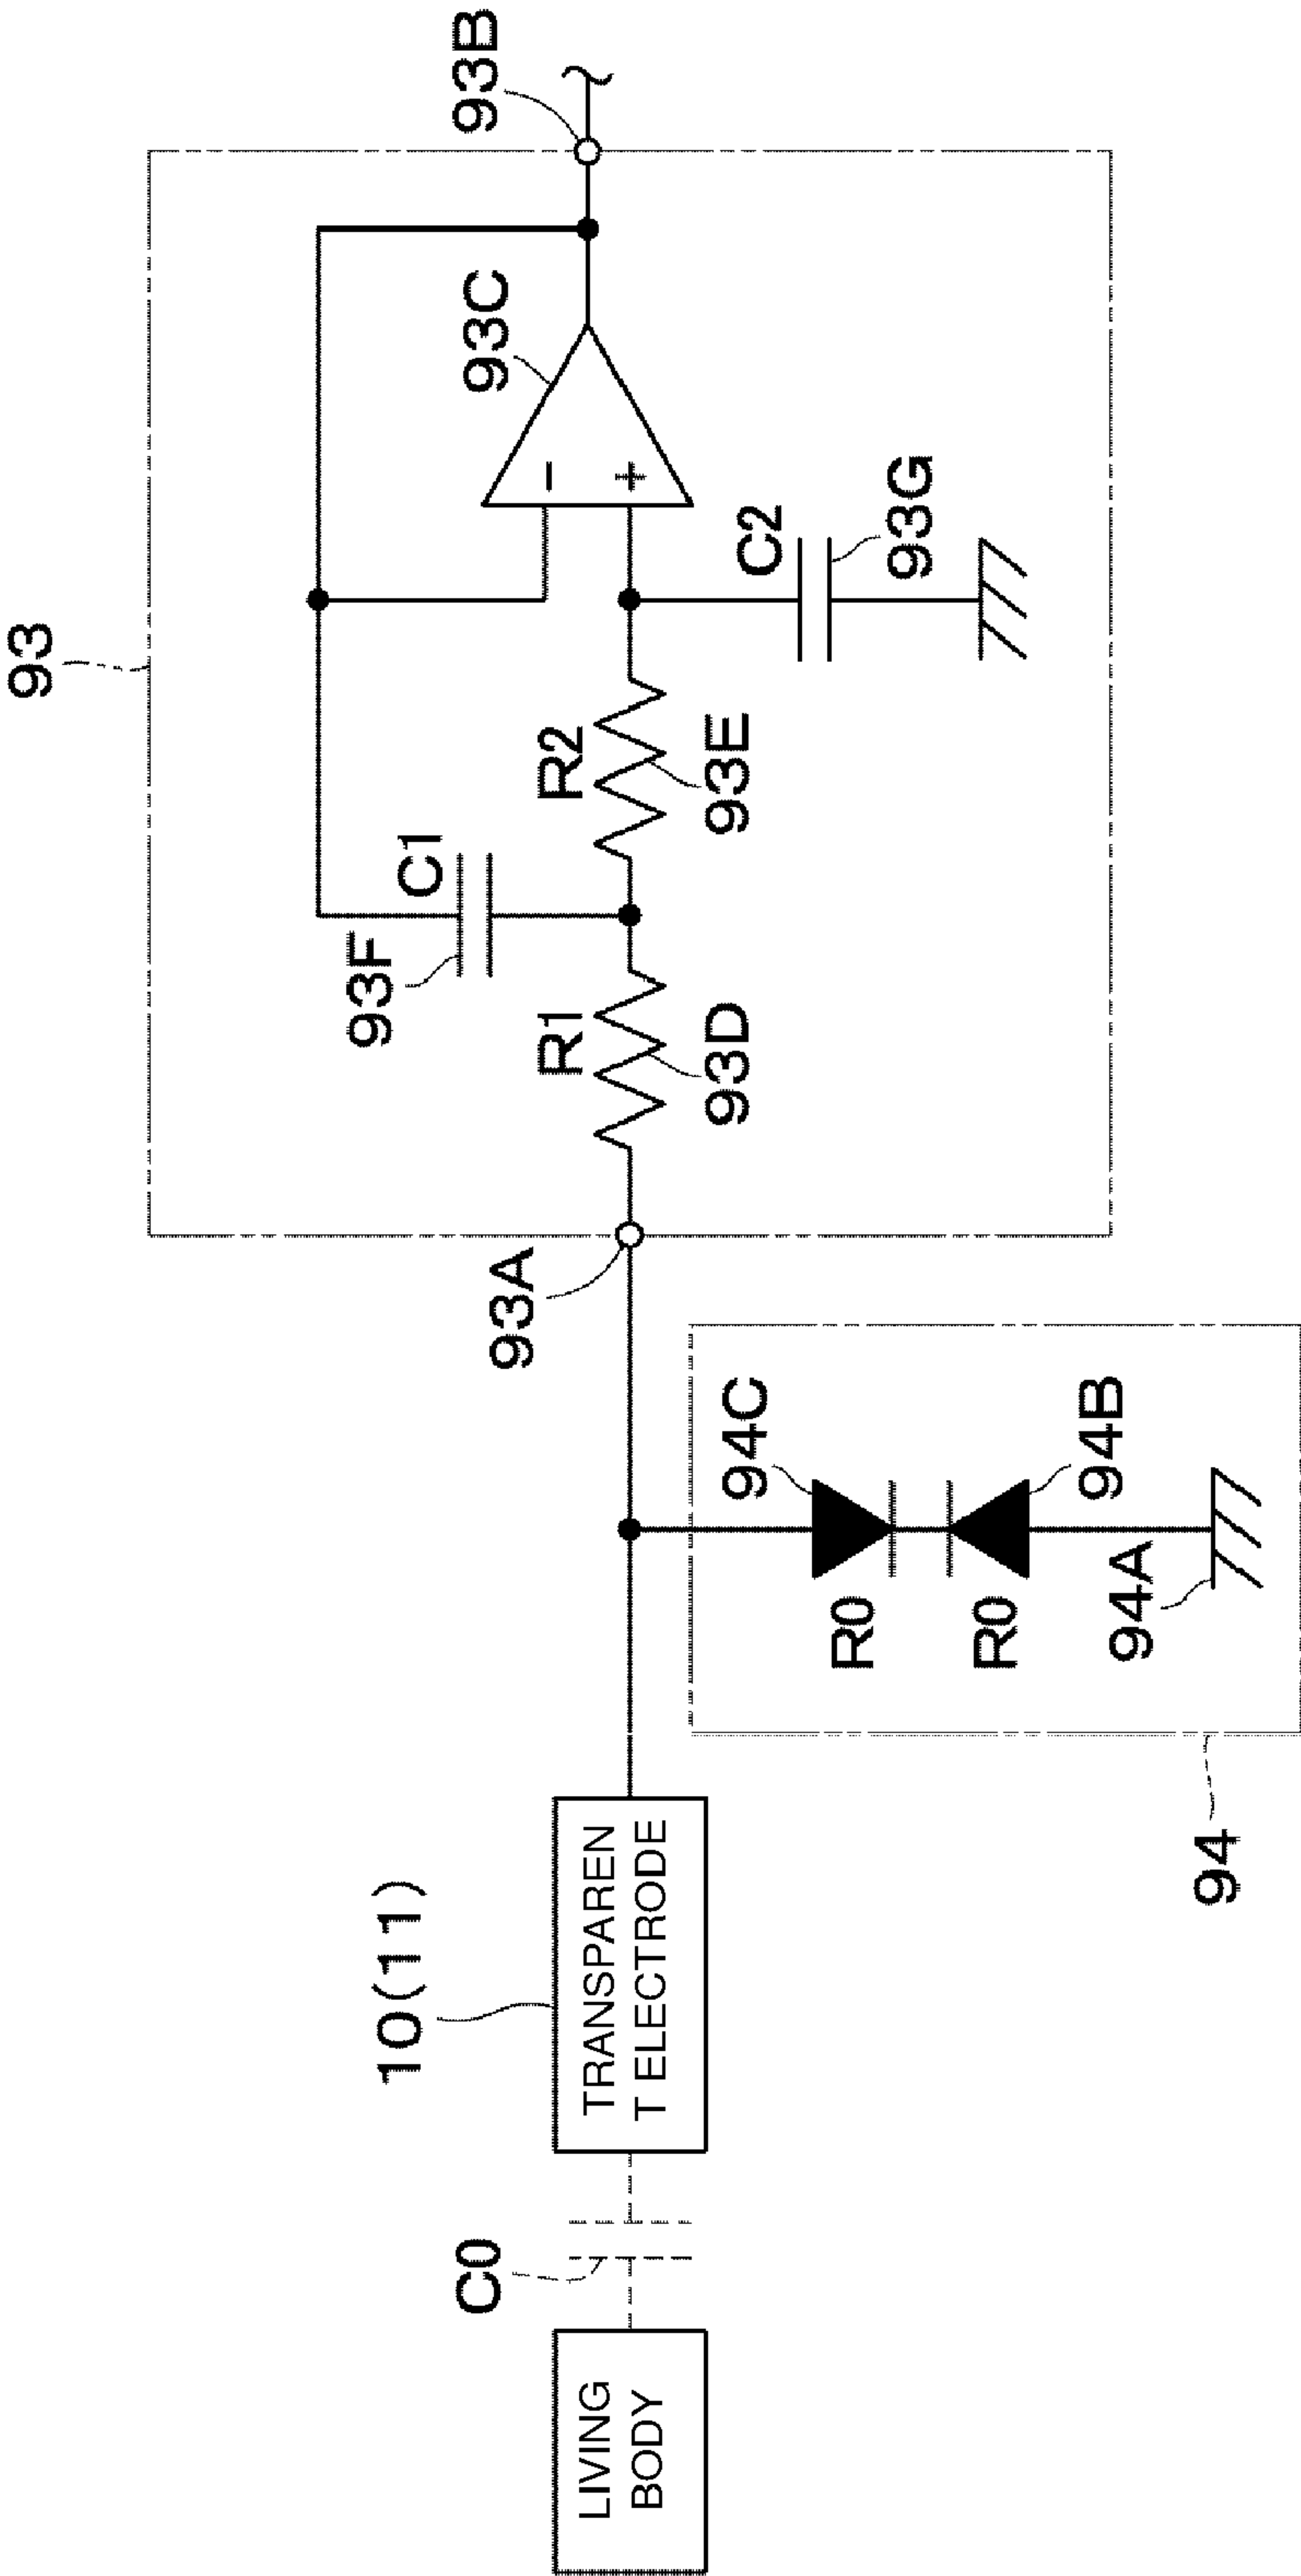 93
93B
93C
C1
93F
R2
93E
C2
93G
R1
93D
93A
94C
94B
R0
R0
94A
94
10(11)
TRANSPAREN
T ELECTRODE
C0
LIVING
BODY
−
+